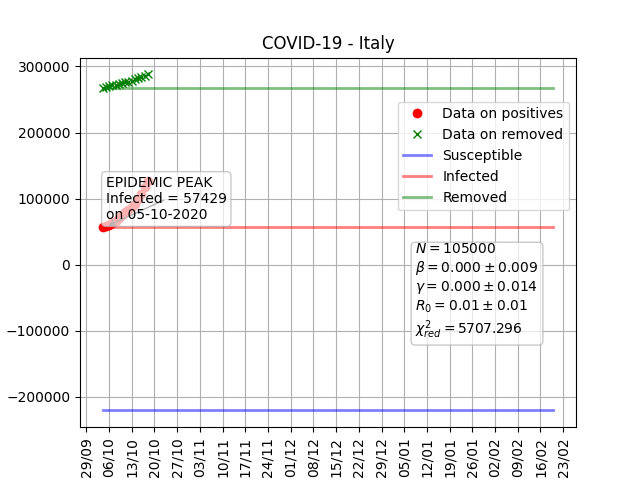 COVID-19 - Italy
300000
200000
100000
0
−100000
−200000
Data on positives
Data on removed
Susceptible
Infected
Removed
EPIDEMIC PEAK
Infected = 57429
on 05-10-2020
N = 105000
β = 0.000 ± 0.009
γ = 0.000 ± 0.014
R₀ = 0.01 ± 0.01
χ²red = 5707.296
29/09
06/10
13/10
20/10
27/10
03/11
10/11
17/11
24/11
01/12
08/12
15/12
22/12
29/12
05/01
12/01
19/01
26/01
02/02
09/02
16/02
23/02